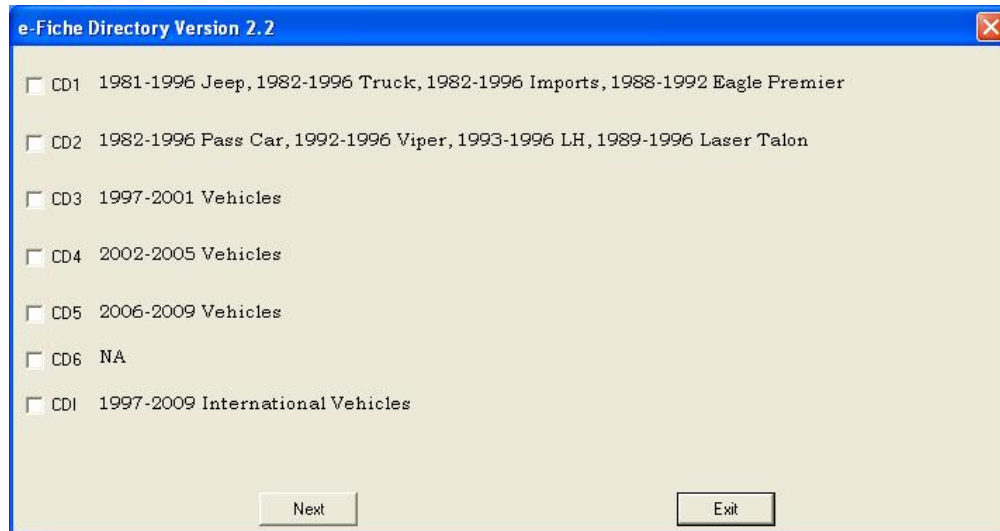 e-Fiche Directory Version 2.2
CD1 1981-1996 Jeep, 1982-1996 Truck, 1982-1996 Imports, 1988-1992 Eagle Premier
CD2 1982-1996 Pass Car, 1992-1996 Viper, 1993-1996 LH, 1989-1996 Laser Talon
CD3 1997-2001 Vehicles
CD4 2002-2005 Vehicles
CD5 2006-2009 Vehicles
CD6 NA
CDI 1997-2009 International Vehicles
Next Exit